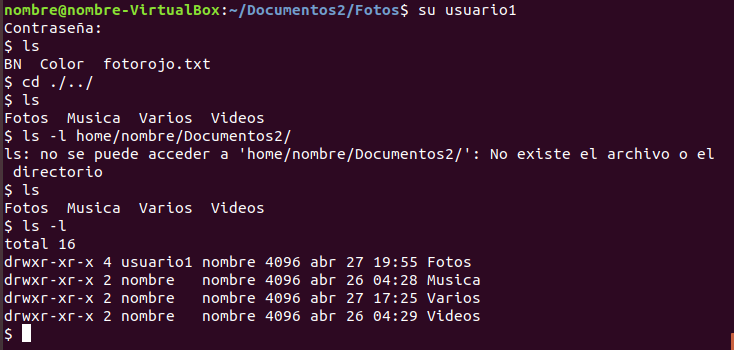 nombre@nombre-VirtualBox:~/Documentos2/Fotos$ su usuario1
Contraseña:
$ ls
BN  Color  fotorojo.txt
$ cd ./../
$ ls
Fotos  Musica  Varios  Videos
$ ls -l home/nombre/Documentos2/
ls: no se puede acceder a 'home/nombre/Documentos2/': No existe el archivo o el
 directorio
$ ls
Fotos  Musica  Varios  Videos
$ ls -l
total 16
drwxr-xr-x 4 usuario1 nombre 4096 abr 27 19:55 Fotos
drwxr-xr-x 2 nombre   nombre 4096 abr 26 04:28 Musica
drwxr-xr-x 2 nombre   nombre 4096 abr 27 17:25 Varios
drwxr-xr-x 2 nombre   nombre 4096 abr 26 04:29 Videos
$